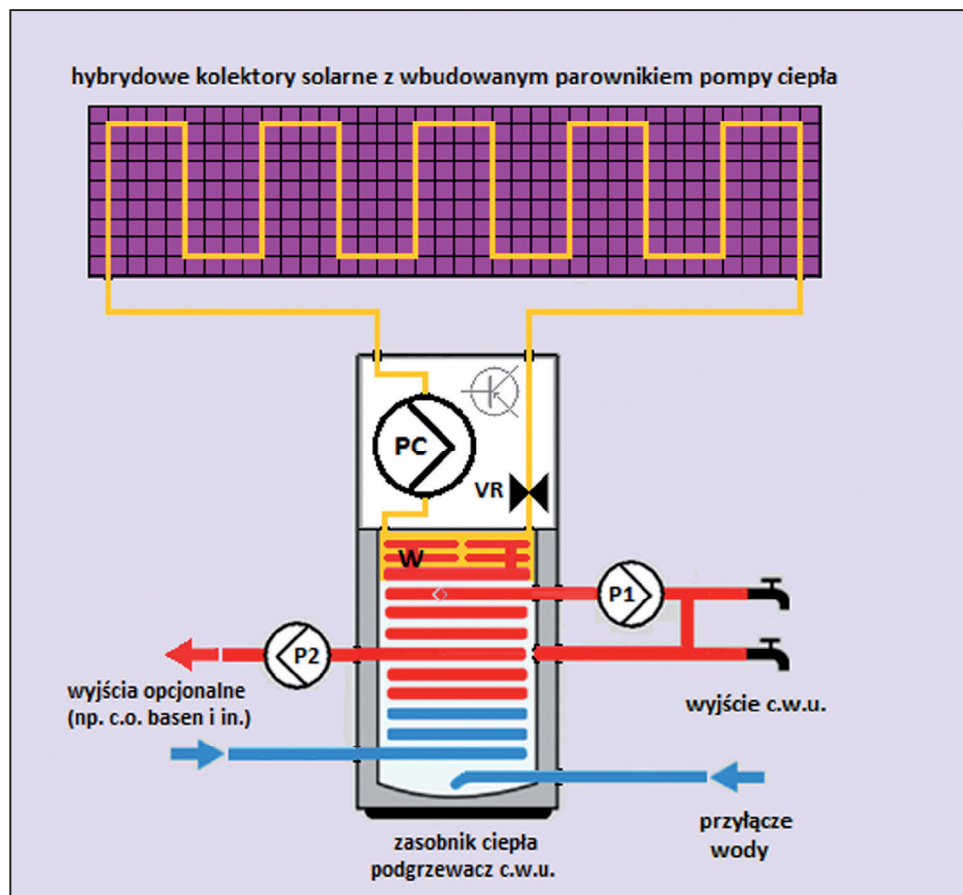 hybrydowe kolektory solarne z wbudowanym parownikiem pompy ciepła
PC
VR
W
P1
P2
wyjścia opcjonalne
(np. c.o. basen i in.)
wyjście c.w.u.
przyłącze
wody
zasobnik ciepła
podgrzewacz c.w.u.